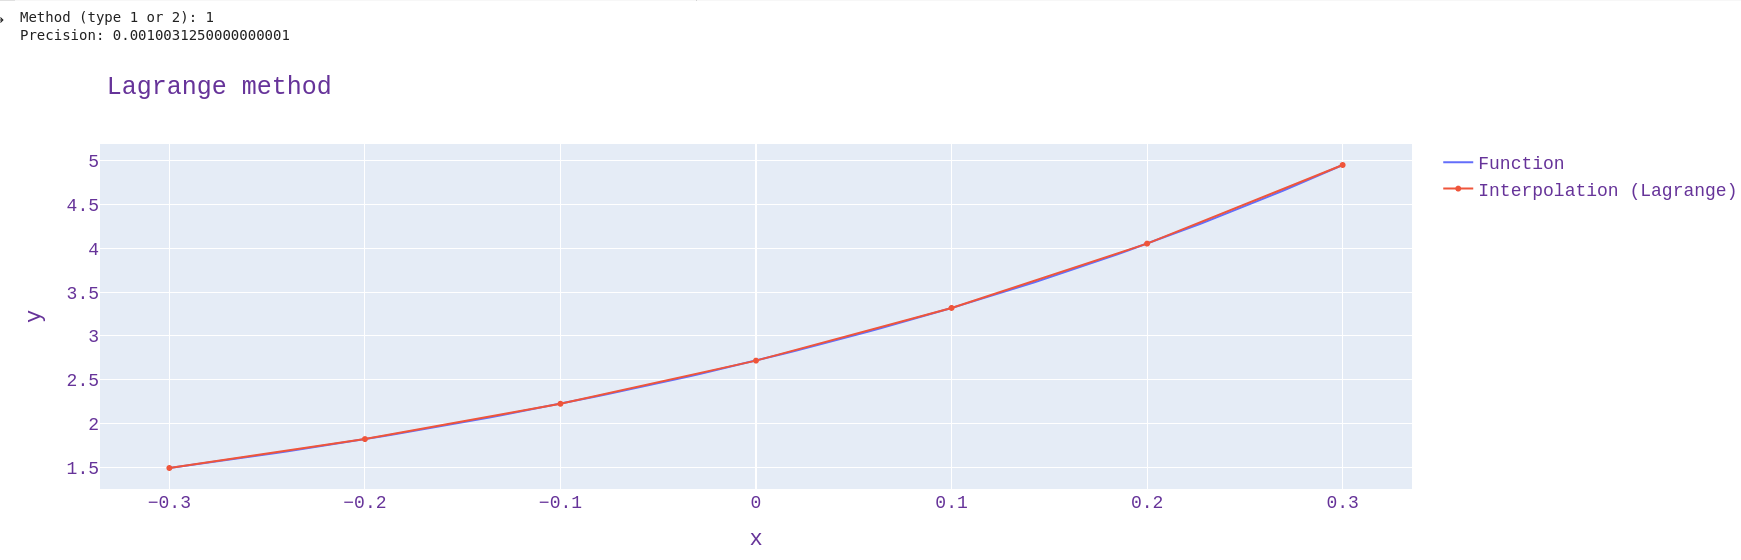 Method (type 1 or 2): 1
Precision: 0.0010031250000000001
Lagrange method
5
4.5
4
3.5
3
2.5
2
1.5
y
−0.3 −0.2 −0.1 0 0.1 0.2 0.3
x
Function
Interpolation (Lagrange)